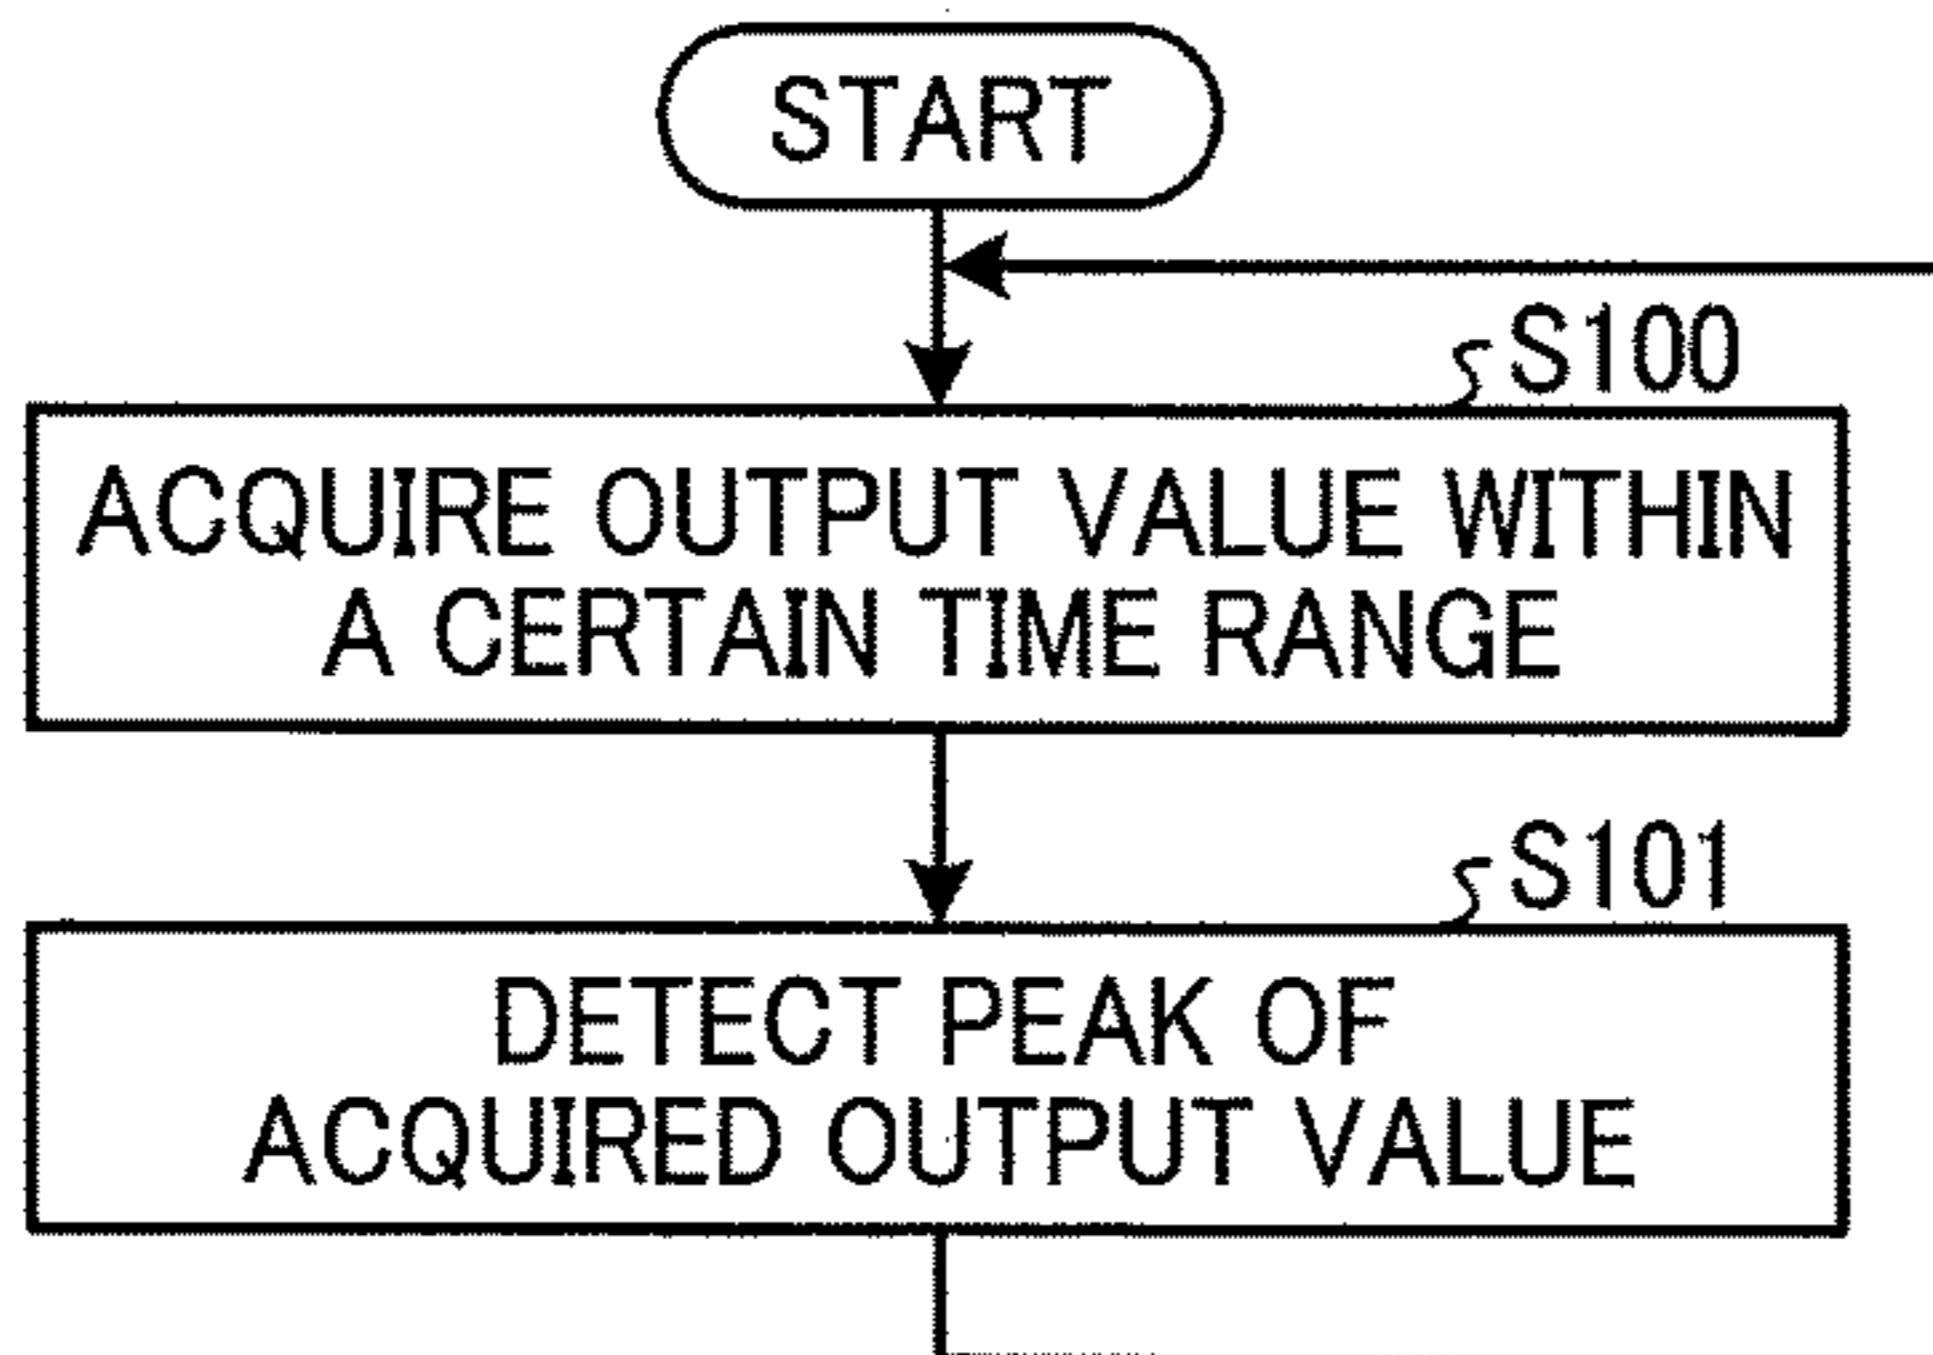 START
S100
ACQUIRE OUTPUT VALUE WITHIN
A CERTAIN TIME RANGE
S101
DETECT PEAK OF
ACQUIRED OUTPUT VALUE